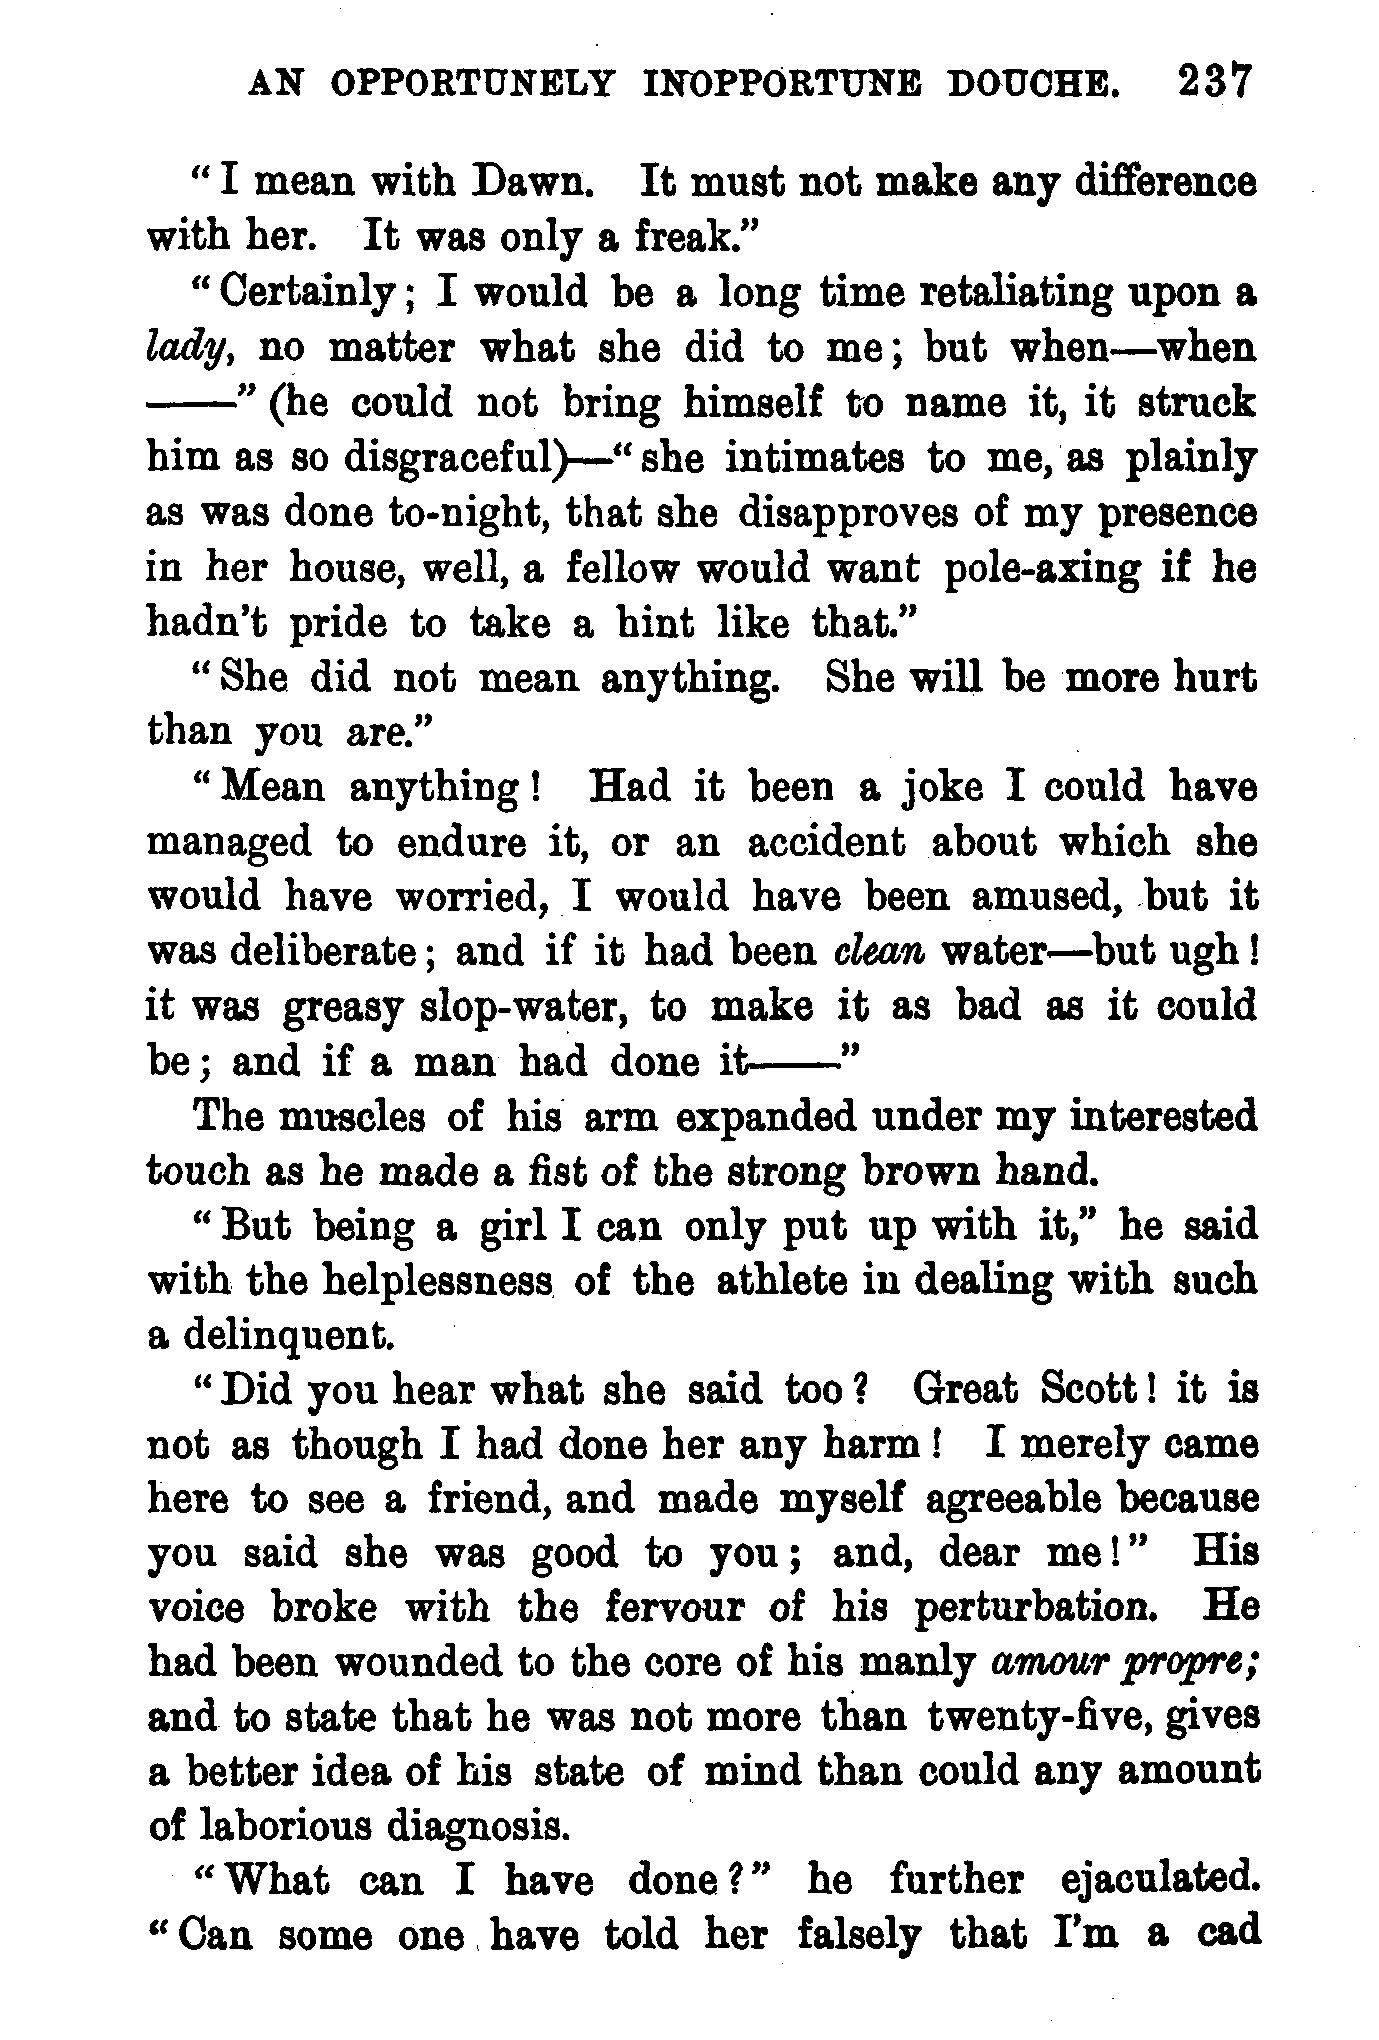 AN OPPORTUNELY INOPPORTUNE DOUCHE. 237
“I mean with Dawn. It must not make any difference
with her. It was only a freak.”
“Certainly; I would be a long time retaliating upon a
lady, no matter what she did to me; but when—when
——” (he could not bring himself to name it, it struck
him as so disgraceful)—“she intimates to me, as plainly
as was done to-night, that she disapproves of my presence
in her house, well, a fellow would want pole-axing if he
hadn’t pride to take a hint like that.”
“She did not mean anything. She will be more hurt
than you are.”
“Mean anything! Had it been a joke I could have
managed to endure it, or an accident about which she
would have worried, I would have been amused, but it
was deliberate; and if it had been clean water—but ugh!
it was greasy slop-water, to make it as bad as it could
be; and if a man had done it——”
The muscles of his arm expanded under my interested
touch as he made a fist of the strong brown hand.
“But being a girl I can only put up with it,” he said
with the helplessness of the athlete in dealing with such
a delinquent.
“Did you hear what she said too? Great Scott! it is
not as though I had done her any harm! I merely came
here to see a friend, and made myself agreeable because
you said she was good to you; and, dear me!” His
voice broke with the fervour of his perturbation. He
had been wounded to the core of his manly amour propre;
and to state that he was not more than twenty-five, gives
a better idea of his state of mind than could any amount
of laborious diagnosis.
“What can I have done?” he further ejaculated.
“Can some one have told her falsely that I’m a cad